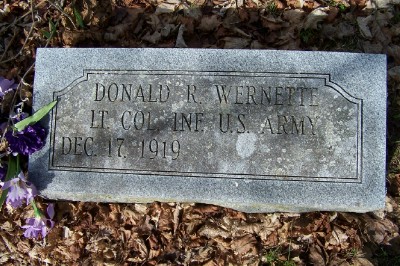 DONALD R. WERNETTE
LT. COL. INF. U.S. ARMY
DEC. 17, 1919